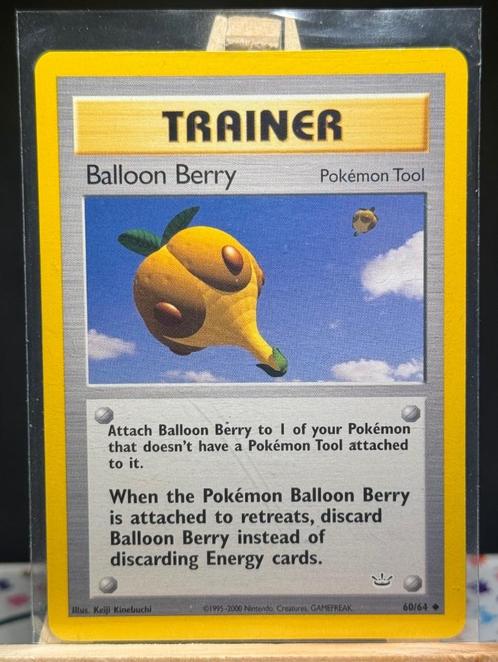 TRAINER
Balloon Berry Pokémon Tool
Attach Balloon Berry to 1 of your Pokémon
that doesn't have a Pokémon Tool attached
to it.
When the Pokémon Balloon Berry
is attached to retreats, discard
Balloon Berry instead of
discarding Energy cards.
Illus. Keiji Kinebuchi ©1995-2000 Nintendo, Creatures, GAMEFREAK. 60/64 ◆